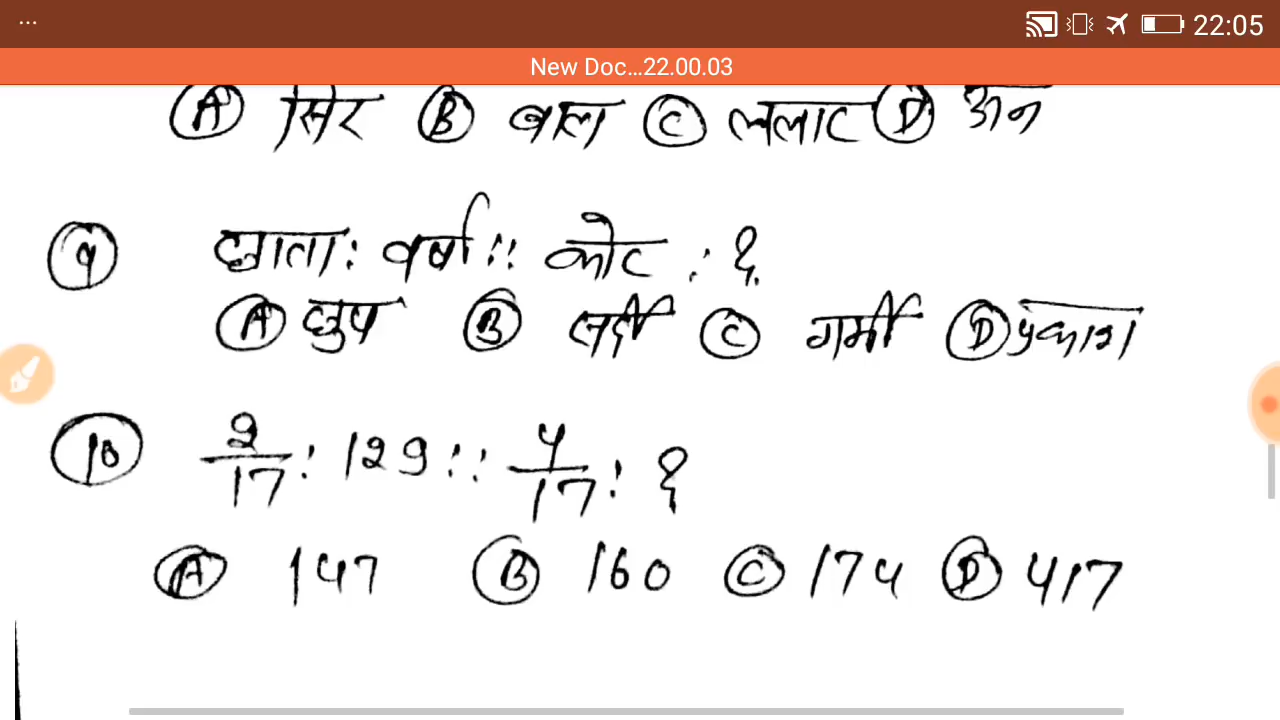 ...
22:05
New Doc...22.00.03
Ⓐ सिर Ⓑ बाल Ⓒ ललाट Ⓓ अन
⑨ छाता : वर्षा :: कोट : ?
Ⓐ धुप Ⓑ सर्दी Ⓒ गर्मी Ⓓ प्रकाश
⑩ 2/17 : 129 :: 4/17 : ?
Ⓐ 147 Ⓑ 160 Ⓒ 174 Ⓓ 417